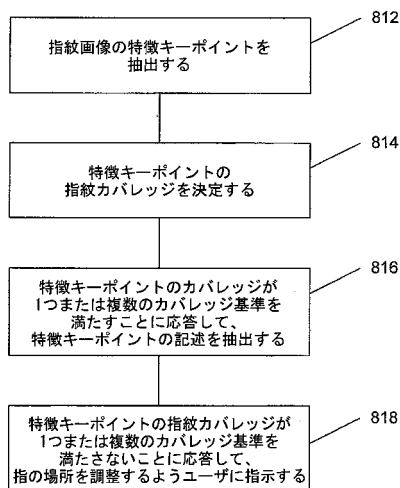 指紋画像の特徴キーポイントを
抽出する
812
特徴キーポイントの
指紋カバレッジを決定する
814
特徴キーポイントのカバレッジが
1つまたは複数のカバレッジ基準を
満たすことに応答して、
特徴キーポイントの記述を抽出する
816
特徴キーポイントの指紋カバレッジが
1つまたは複数のカバレッジ基準を
満たさないことに応答して、
指の場所を調整するようユーザに指示する
818